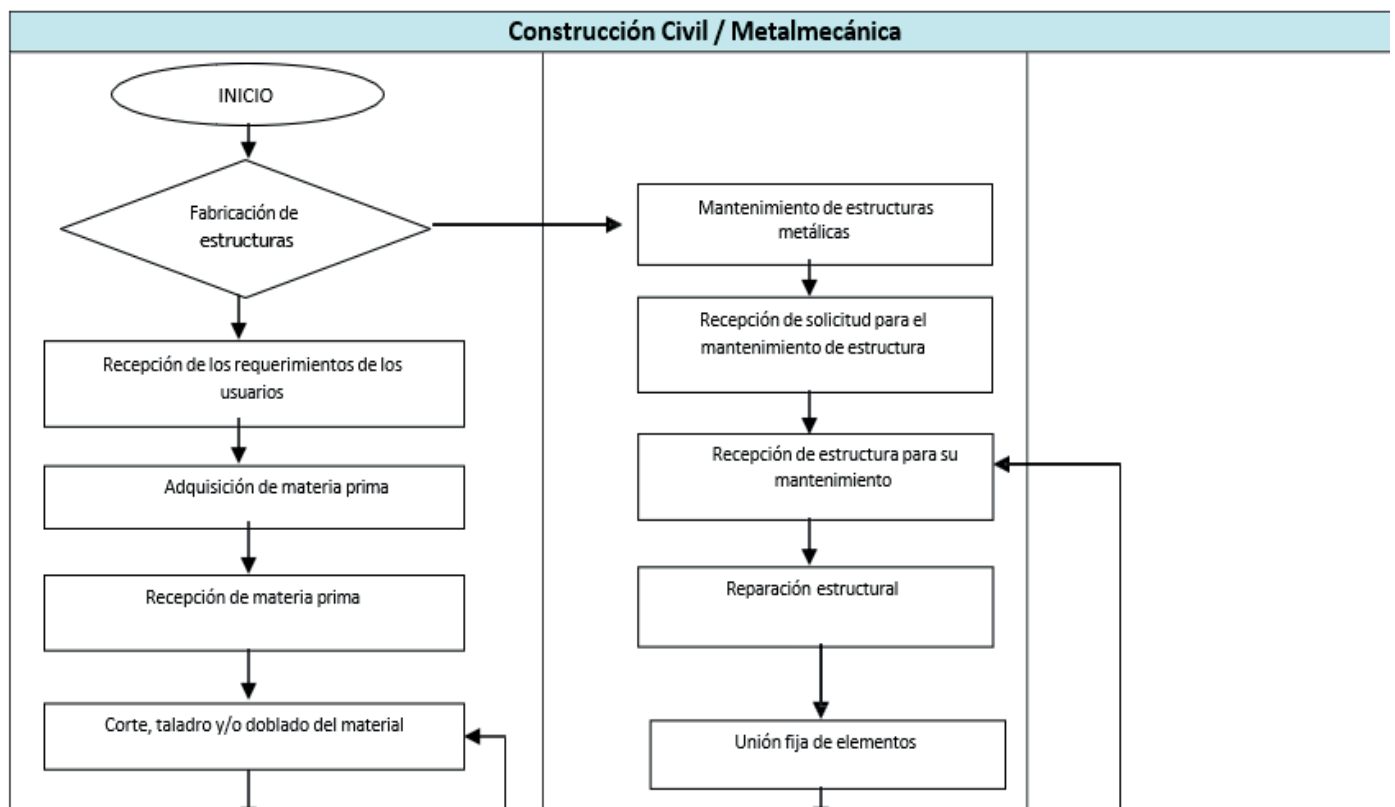 Construcción Civil / Metalmecánica
INICIO
Fabricación de
estructuras
Recepción de los requerimientos de los
usuarios
Adquisición de materia prima
Recepción de materia prima
Corte, taladro y/o doblado del material
Mantenimiento de estructuras
metálicas
Recepción de solicitud para el
mantenimiento de estructura
Recepción de estructura para su
mantenimiento
Reparación estructural
Unión fija de elementos